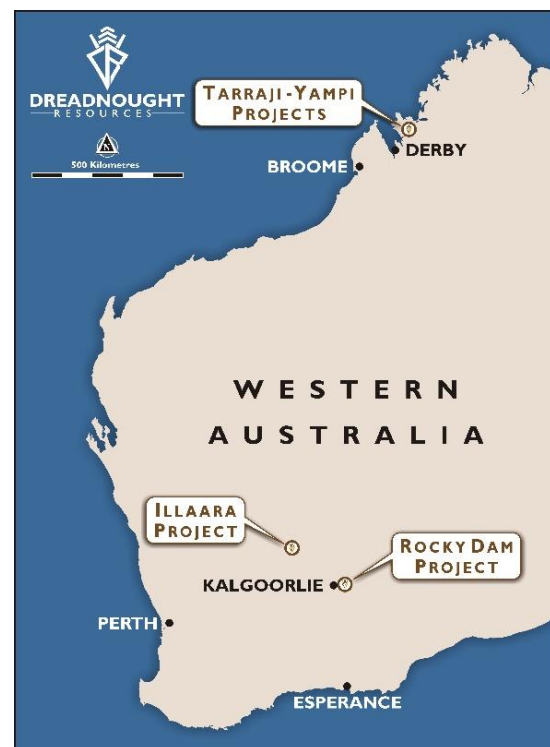 DREADNOUGHT
RESOURCES
500 Kilometres
TARRAJI-YAMPI
PROJECTS
DERBY
BROOME
WESTERN
AUSTRALIA
ILLAARA
PROJECT
ROCKY DAM
PROJECT
KALGOORLIE
PERTH
ESPERANCE